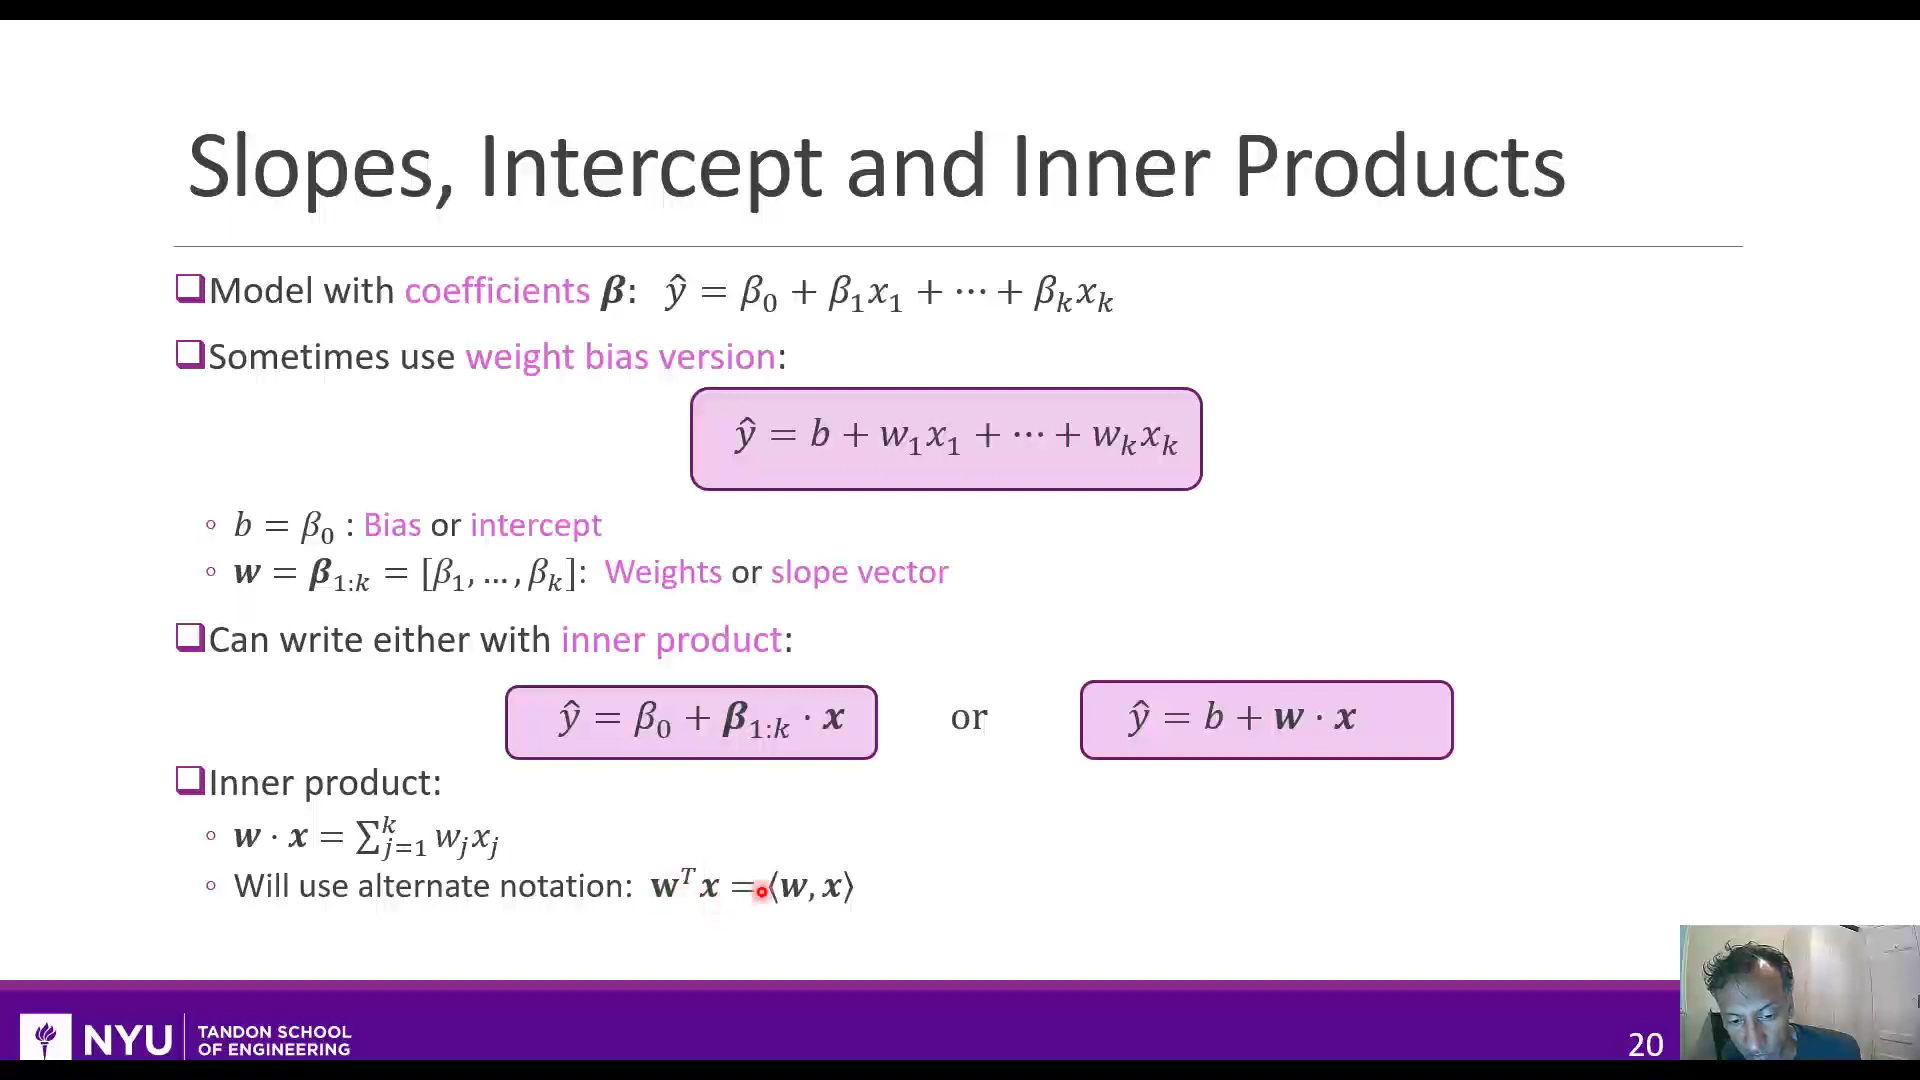 Slopes, Intercept and Inner Products
❑Model with coefficients 𝜷: ŷ = β₀ + β₁x₁ + ⋯ + βₖxₖ
❑Sometimes use weight bias version:
ŷ = b + w₁x₁ + ⋯ + wₖxₖ
◦ b = β₀ : Bias or intercept
◦ 𝒘 = 𝜷₁:ₖ = [β₁, … , βₖ]: Weights or slope vector
❑Can write either with inner product:
ŷ = β₀ + 𝜷₁:ₖ · 𝒙 or ŷ = b + 𝒘 · 𝒙
❑Inner product:
◦ 𝒘 · 𝒙 = ∑ᵏⱼ₌₁ wⱼxⱼ
◦ Will use alternate notation: 𝐰ᵀ𝒙 = ⟨𝒘, 𝒙⟩
NYU TANDON SCHOOL
OF ENGINEERING
20